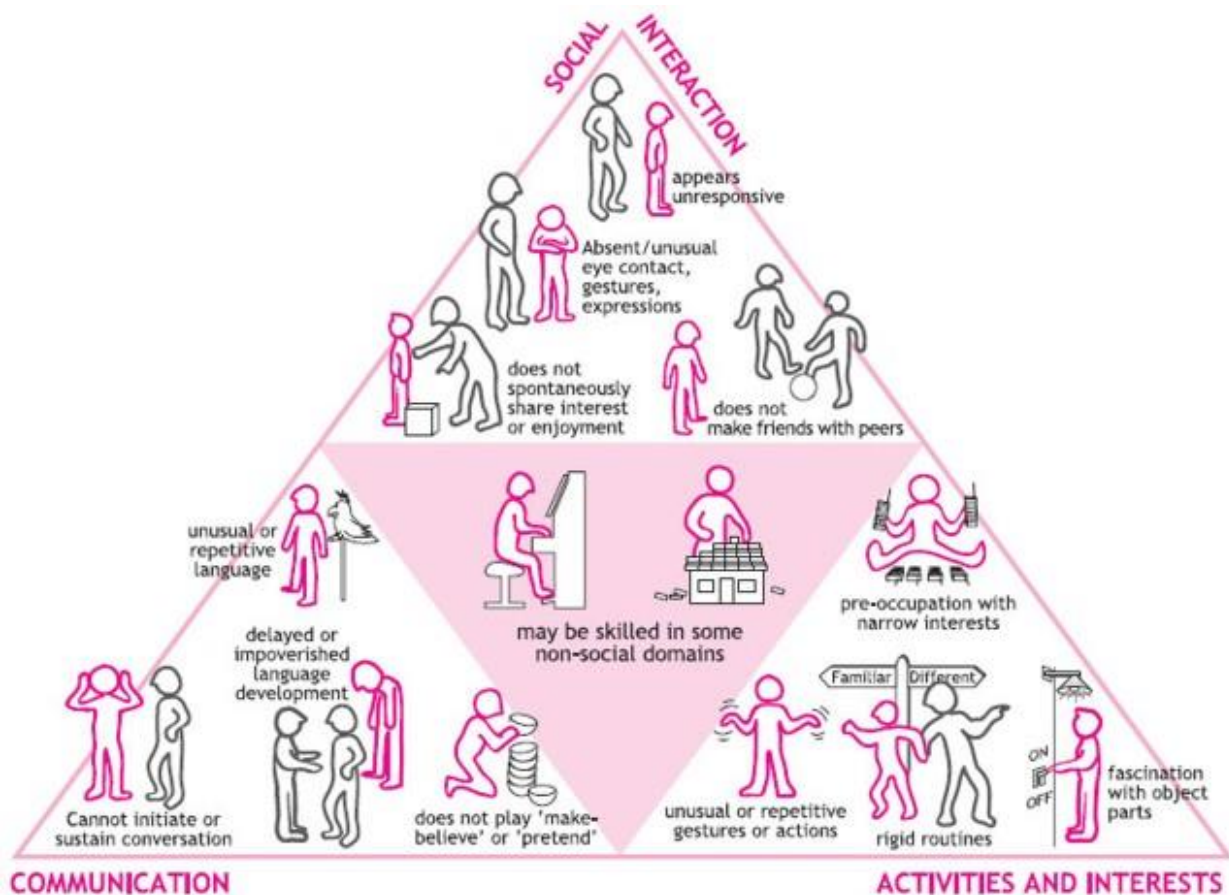 SOCIAL
INTERACTION
appears
unresponsive
Absent/unusual
eye contact,
gestures,
expressions
does not
spontaneously
share interest
or enjoyment
does not
make friends with peers
unusual or
repetitive
language
may be skilled in some
non-social domains
pre-occupation with
narrow interests
delayed or
impoverished
language
development
Familiar
Different
Cannot initiate or
sustain conversation
does not play 'make-
believe' or 'pretend'
unusual or repetitive
gestures or actions
rigid routines
ON
OFF
fascination
with object
parts
COMMUNICATION
ACTIVITIES AND INTERESTS